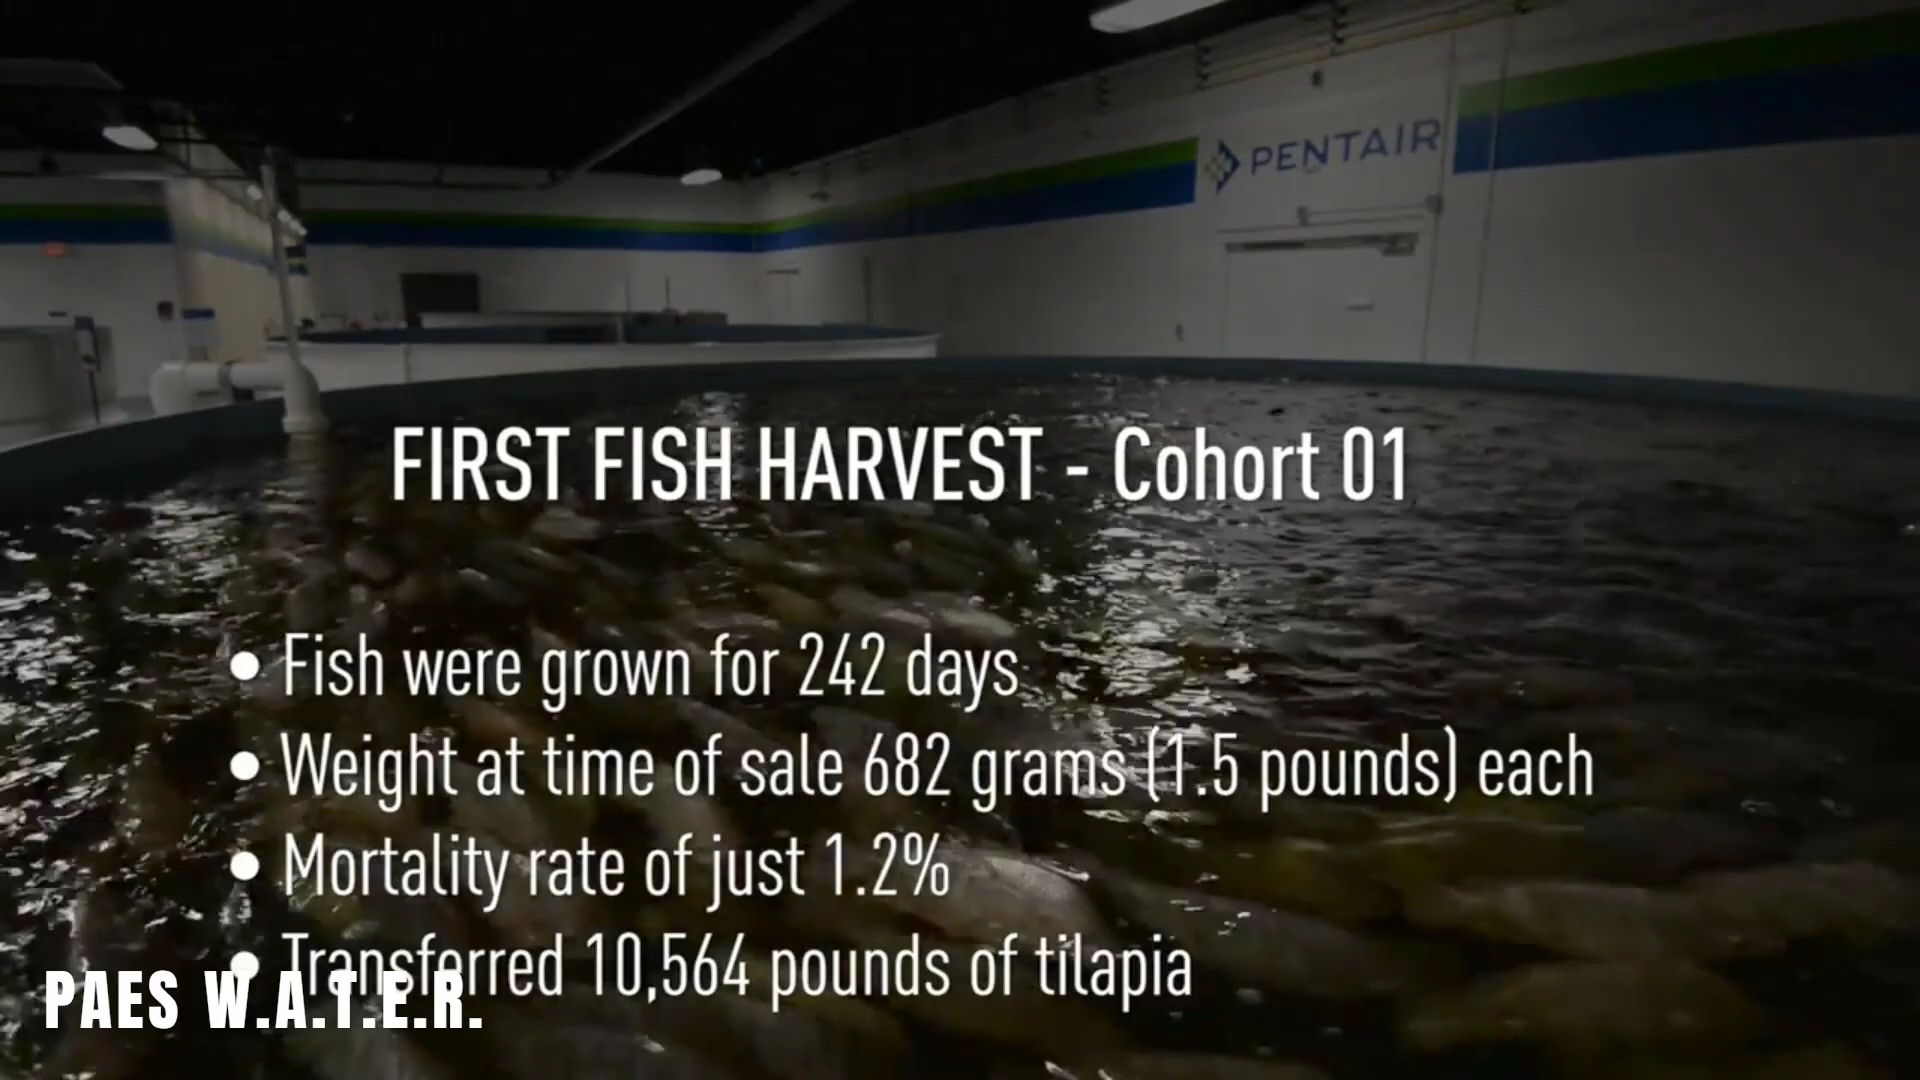 PENTAIR
FIRST FISH HARVEST - Cohort 01
• Fish were grown for 242 days
• Weight at time of sale 682 grams (1.5 pounds) each
• Mortality rate of just 1.2%
• Transferred 10,564 pounds of tilapia
PAES W.A.T.E.R.